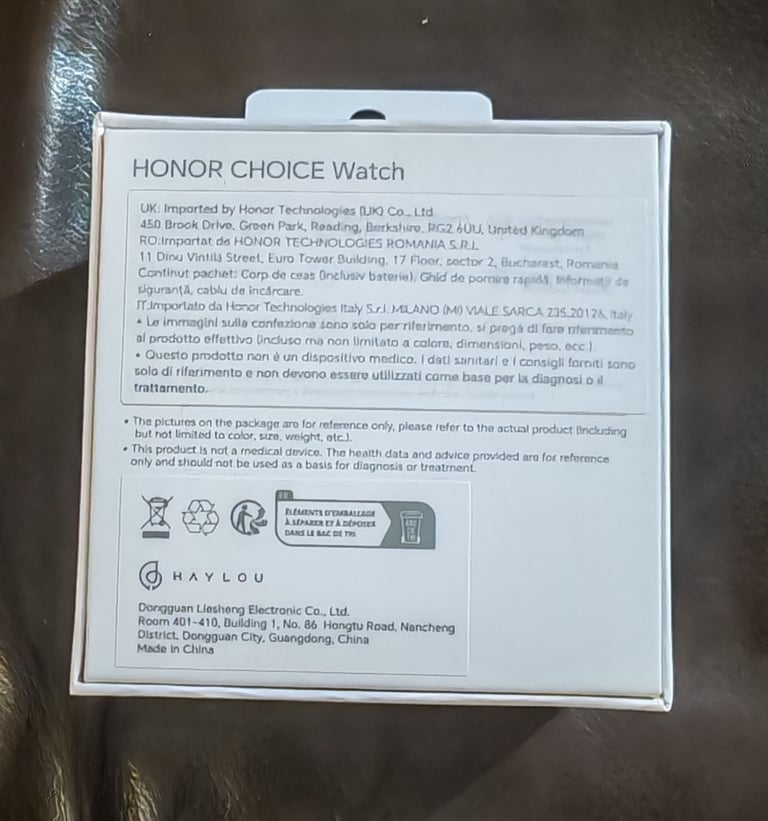 HONOR CHOICE Watch
UK: Imported by Honor Technologies (UK) Co., Ltd.
450 Brook Drive, Green Park, Reading, Berkshire, RG2 6UU, United Kingdom
RO:Importat de HONOR TECHNOLOGIES ROMANIA S.R.L
11 Dinu Vintilă Street, Euro Tower Building, 17 Floor, sector 2, Bucharest, Romania
Continut pachet: Corp de ceas (inclusiv baterie), Ghid de pornire rapidă, Informații de
siguranță, cablu de încărcare.
IT:Importato da Honor Technologies Italy S.r.l. MILANO (MI) VIALE SARCA 235,20126, Italy
• Le immagini sulla confezione sono solo per riferimento, si prega di fare riferimento
al prodotto effettivo (incluso ma non limitato a colore, dimensioni, peso, ecc.).
• Questo prodotto non è un dispositivo medico. I dati sanitari e i consigli forniti sono
solo di riferimento e non devono essere utilizzati come base per la diagnosi o il
trattamento.
• The pictures on the package are for reference only, please refer to the actual product (including
but not limited to color, size, weight, etc.).
• This product is not a medical device. The health data and advice provided are for reference
only and should not be used as a basis for diagnosis or treatment.
FR
ÉLÉMENTS D'EMBALLAGE
À SÉPARER ET À DÉPOSER
DANS LE BAC DE TRI
BAC
DE
TRI
HAYLOU
Dongguan Liesheng Electronic Co., Ltd.
Room 401-410, Building 1, No. 86 Hongtu Road, Nancheng
District, Dongguan City, Guangdong, China
Made in China